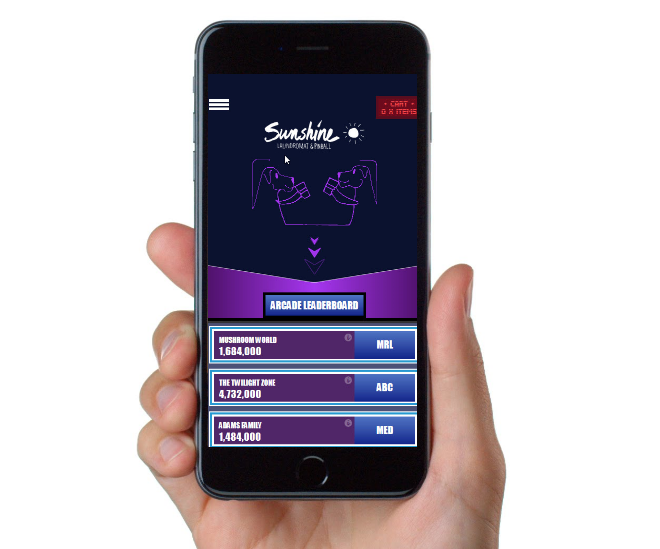 - CART -
0 X ITEMS
Sunshine
LAUNDROMAT & PINBALL
ARCADE LEADERBOARD
MUSHROOM WORLD
1,684,000
MRL
THE TWILIGHT ZONE
4,732,000
ABC
ADAMS FAMILY
1,484,000
MED